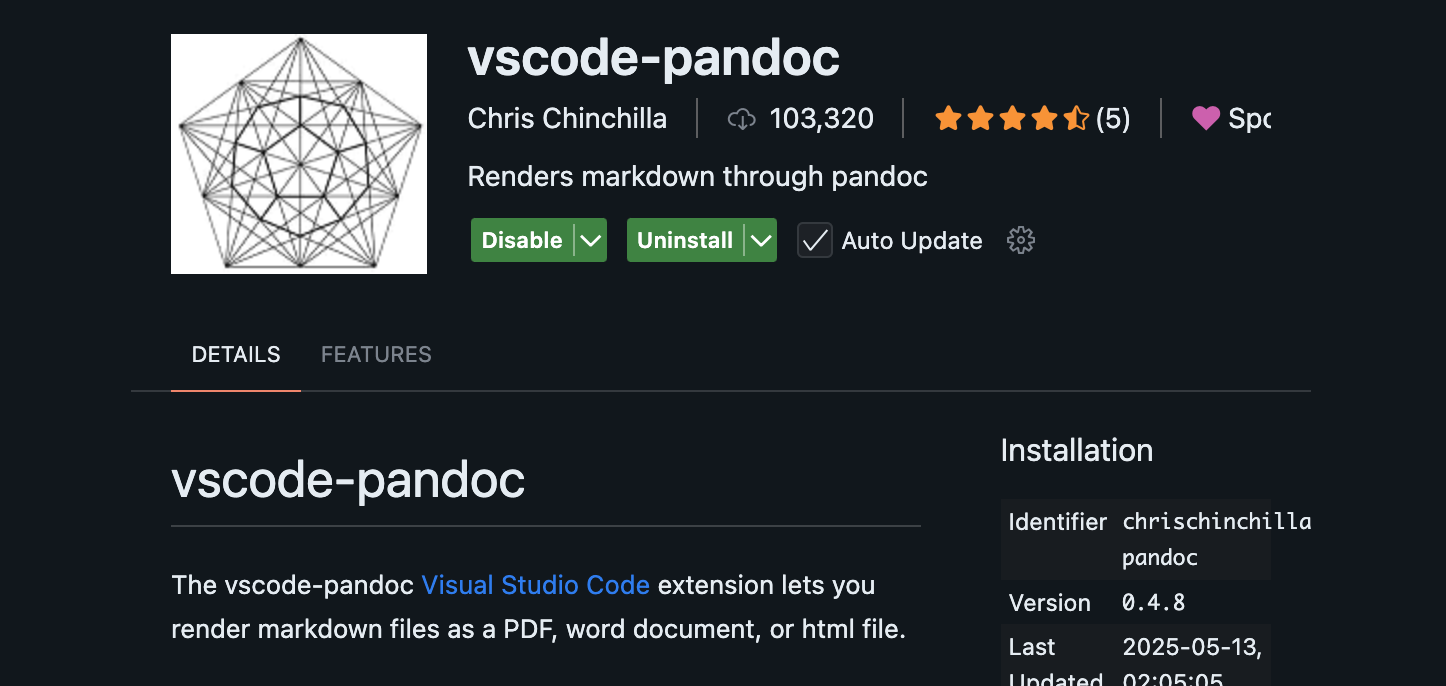 vscode-pandoc
Chris Chinchilla 103,320 (5)
Renders markdown through pandoc
Disable Uninstall Auto Update
DETAILS FEATURES
vscode-pandoc
The vscode-pandoc Visual Studio Code extension lets you
render markdown files as a PDF, word document, or html file.
Installation
Identifier chrischinchilla
pandoc
Version 0.4.8
Last 2025-05-13,
Updated 02:05:05